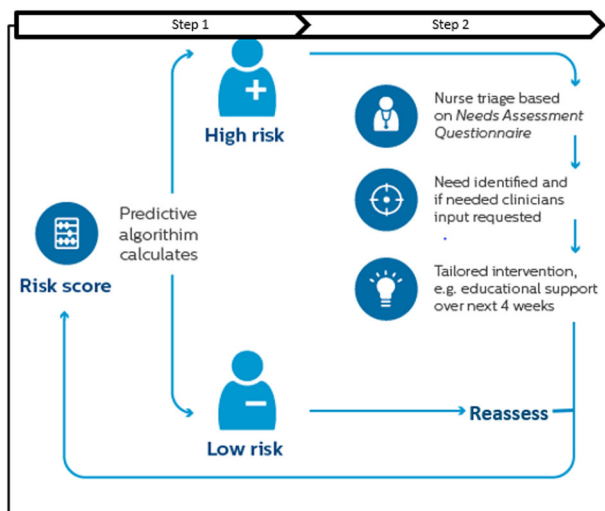 Step 1
Step 2
High risk
Nurse triage based
on Needs Assessment
Questionnaire
Need identified and
if needed clinicians
input requested
Predictive
algorithim
calculates
Risk score
Tailored intervention,
e.g. educational support
over next 4 weeks
Low risk
Reassess